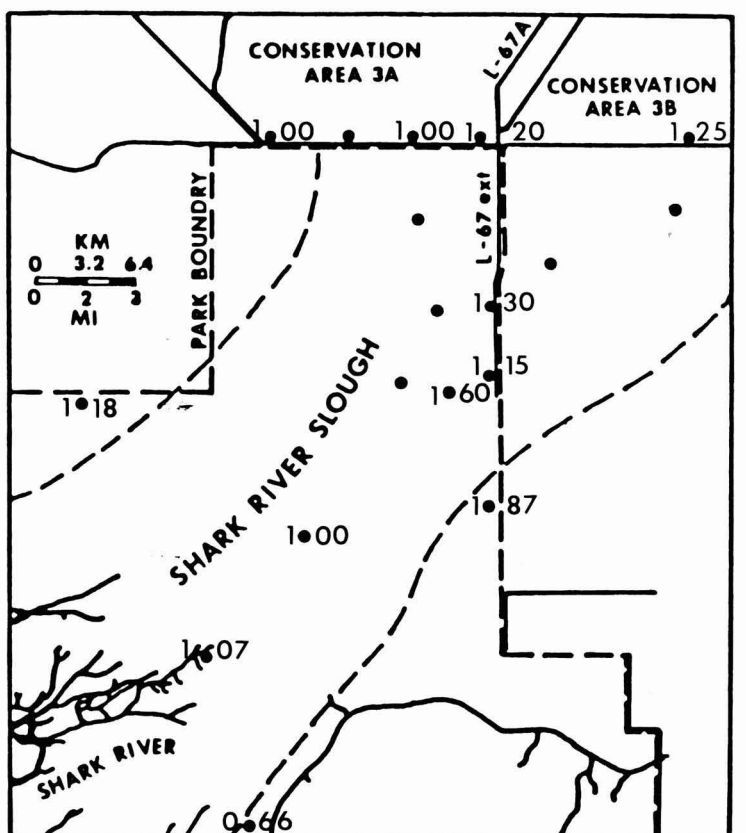 CONSERVATION
AREA 3A
L-67A
CONSERVATION
AREA 3B
1.00
1.00
1.20
1.25
PARK BOUNDRY
L-67 ext
KM
0 3.2 6.4
0 2 3
MI
1.30
1.15
1.60
1.18
SHARK RIVER SLOUGH
1.87
1.00
1.07
SHARK RIVER
0.66